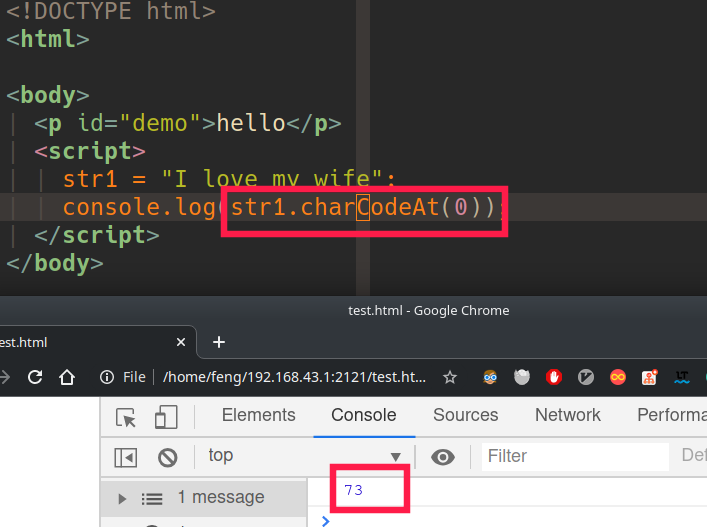 <!DOCTYPE html>
<html>
<body>
<p id="demo">hello</p>
<script>
str1 = "I love my wife";
console.log(str1.charCodeAt(0));
</script>
</body>
test.html - Google Chrome
est.html
File /home/feng/192.168.43.1:2121/test.ht...
Elements Console Sources Network Performa
top Filter Def
1 message 73